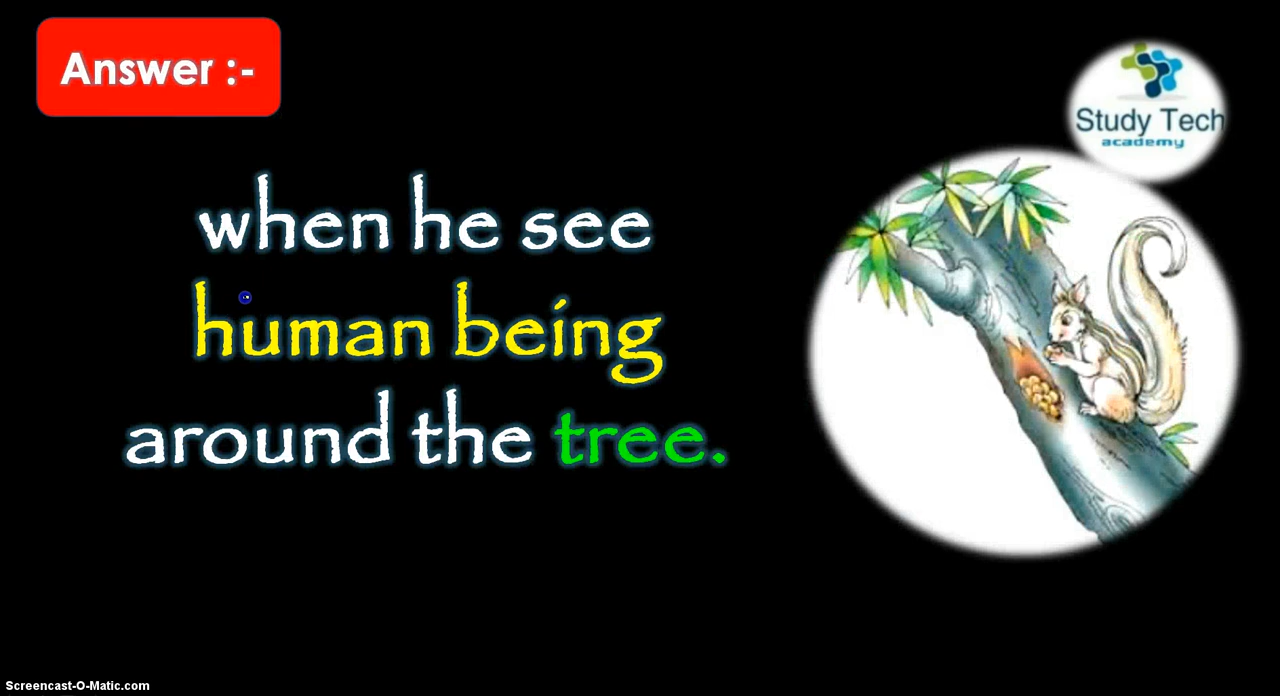 Answer :-
Study Tech
academy
when he see
human being
around the tree.
Screencast-O-Matic.com